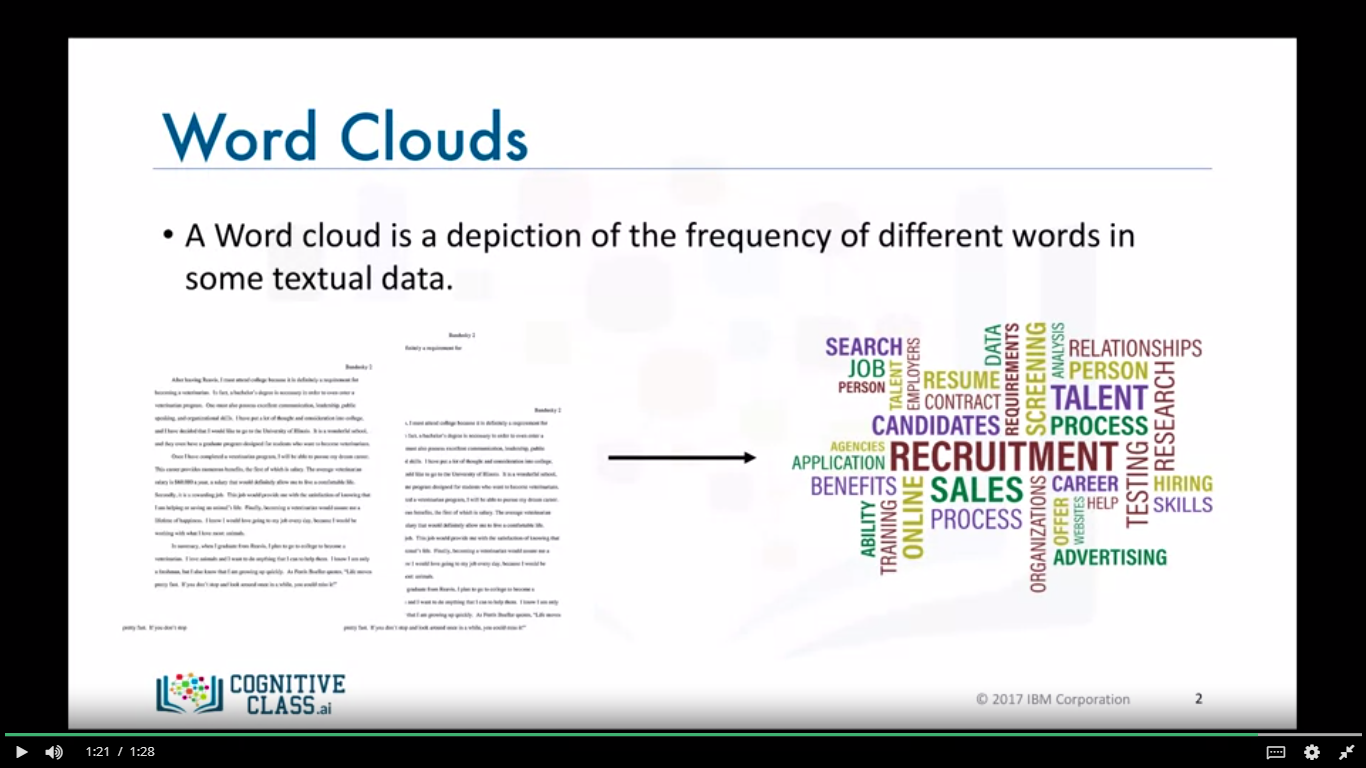 Word Clouds
• A Word cloud is a depiction of the frequency of different words in
some textual data.
Bandwity 2
finitely a requirement for
After leaving Reavis, I must attend college because it is definitely a requirement for
becoming a veterinarian. In fact, a bachelor's degree is necessary in order to even enter a
veterinarian program. One must also possess excellent communication, leadership, public
speaking, and organizational skills. I have put a lot of thought and consideration into college,
and I have decided that I would like to go to the University of Illinois. It is a wonderful school,
and they even have a graduate program designed for students who want to become veterinarians.
Once I have completed a veterinarian program, I will be able to pursue my dream career.
This career provides numerous benefits, the first of which is salary. The average veterinarian
salary is $60,000 a year, a salary that would definitely allow me to live a comfortable life.
Secondly, it is a rewarding job. This job would provide me with the satisfaction of knowing that
I am helping or saving an animal's life. Finally, becoming a veterinarian would assure me a
lifetime of happiness. I know I would love going to my job every day, because I would be
working with what I love most: animals.
In summary, when I graduate from Reavis, I plan to go to college to become a
veterinarian. I love animals and I want to do anything that I can to help them. I know I am only
a freshman, but I also know that I am growing up quickly. As Ferris Bueller quotes, "Life moves
pretty fast. If you don't stop and look around once in a while, you could miss it!"
pretty fast. If you don't stop
pretty fast. If you don't stop and look around once in a while, you could miss it!"
SEARCH
JOB
PERSON
TALENT
EMPLOYERS
DATA
REQUIREMENTS
SCREENING
ANALYSIS
RELATIONSHIPS
RESUME
CONTRACT
PERSON
TALENT
CANDIDATES
PROCESS
RESEARCH
AGENCIES
APPLICATION
RECRUITMENT
BENEFITS
ONLINE
SALES
PROCESS
CAREER
HELP
TESTING
HIRING
SKILLS
ABILITY
TRAINING
ORGANIZATIONS
OFFER
WEBSITES
ADVERTISING
COGNITIVE
CLASS.ai
© 2017 IBM Corporation
2
1:21 / 1:28